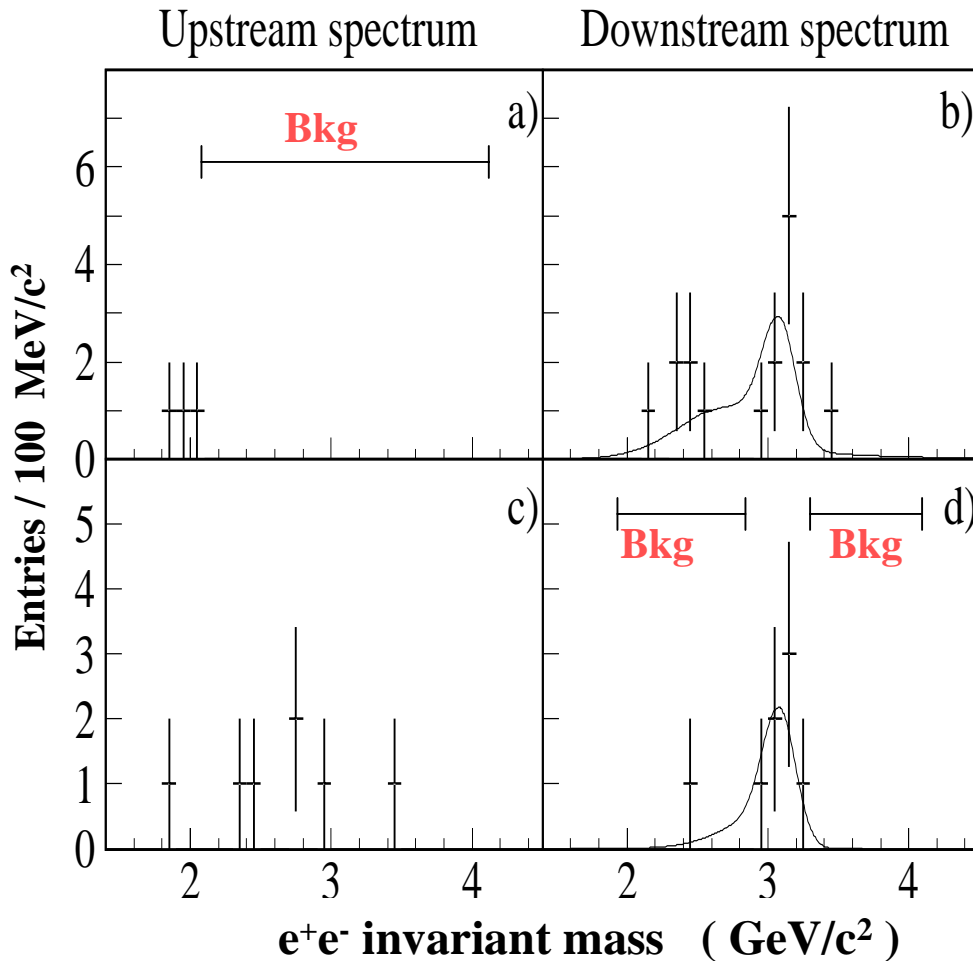 Upstream spectrum Downstream spectrum
a) b)
Bkg
6
4
2
0
c) d)
Bkg Bkg
5
4
3
2
1
0
2 3 4 2 3 4
Entries / 100 MeV/c²
e⁺e⁻ invariant mass ( GeV/c² )